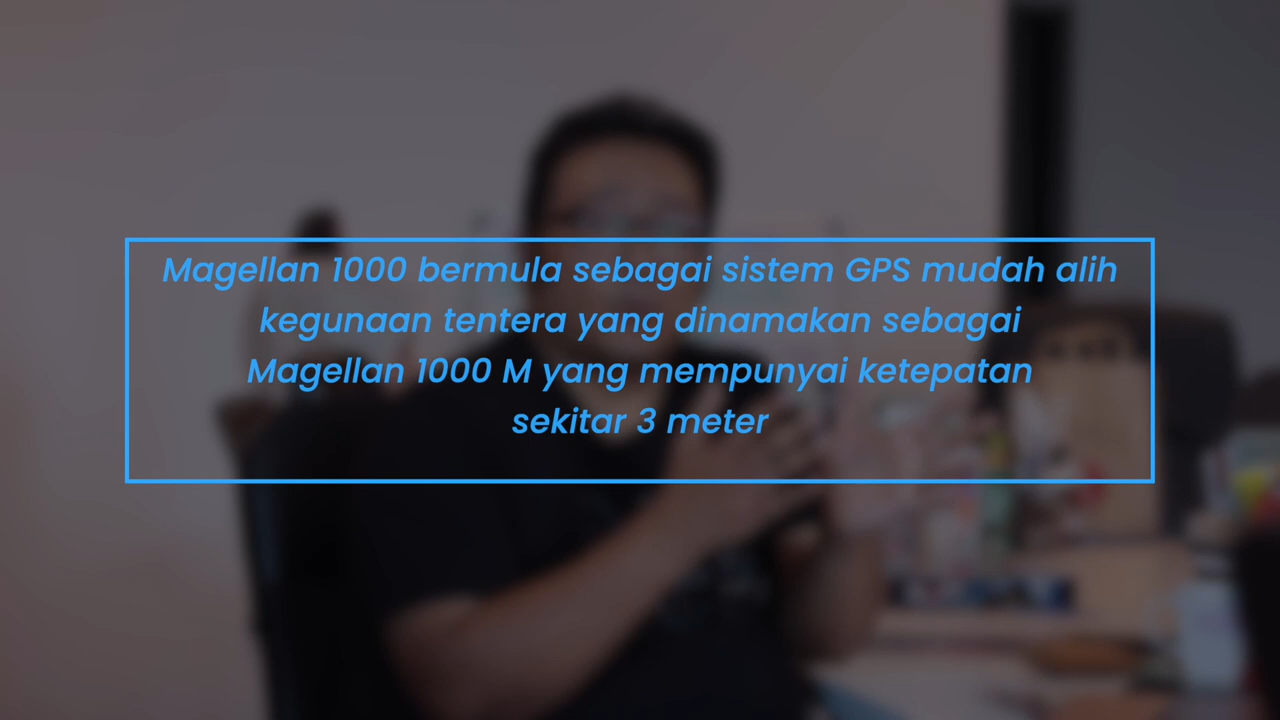 Magellan 1000 bermula sebagai sistem GPS mudah alih
kegunaan tentera yang dinamakan sebagai
Magellan 1000 M yang mempunyai ketepatan
sekitar 3 meter